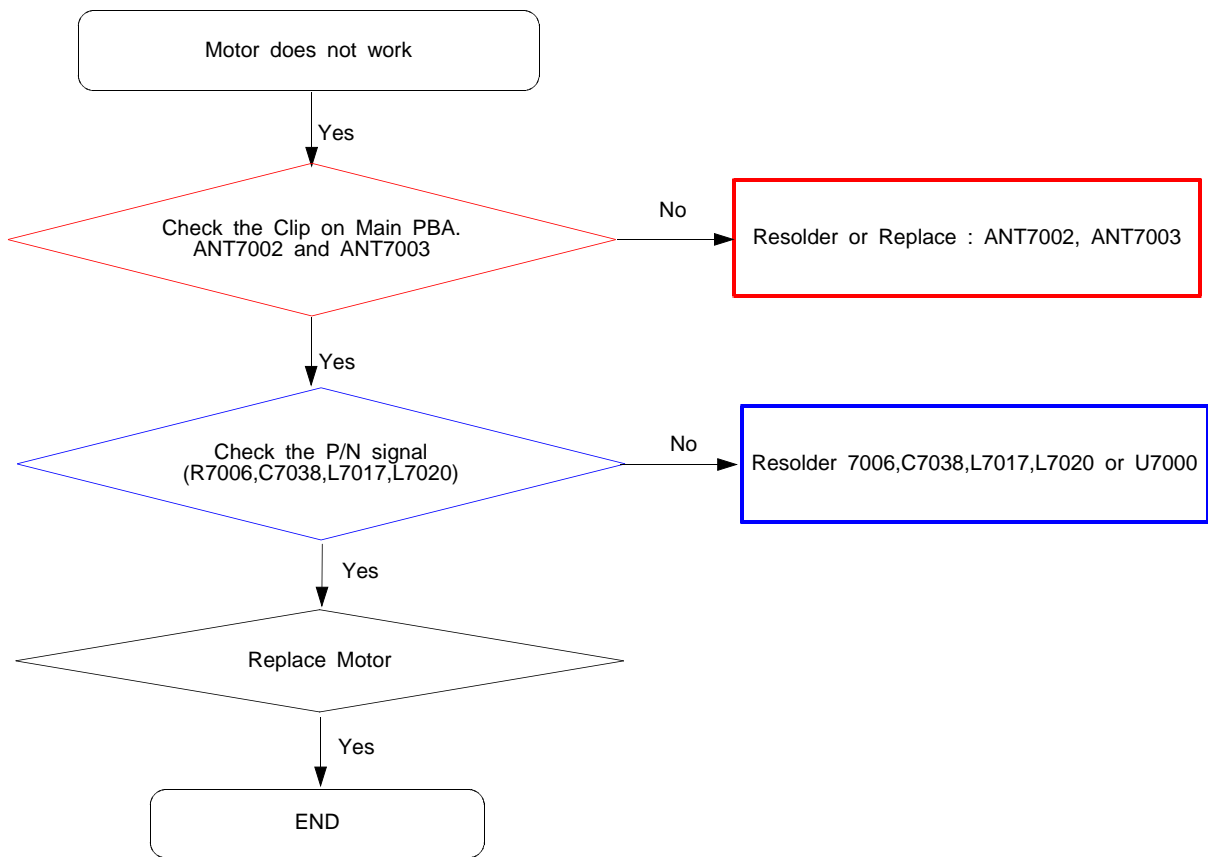 Motor does not work
Yes
Check the Clip on Main PBA.
ANT7002 and ANT7003
No
Resolder or Replace : ANT7002, ANT7003
Yes
Check the P/N signal
(R7006,C7038,L7017,L7020)
No
Resolder 7006,C7038,L7017,L7020 or U7000
Yes
Replace Motor
Yes
END